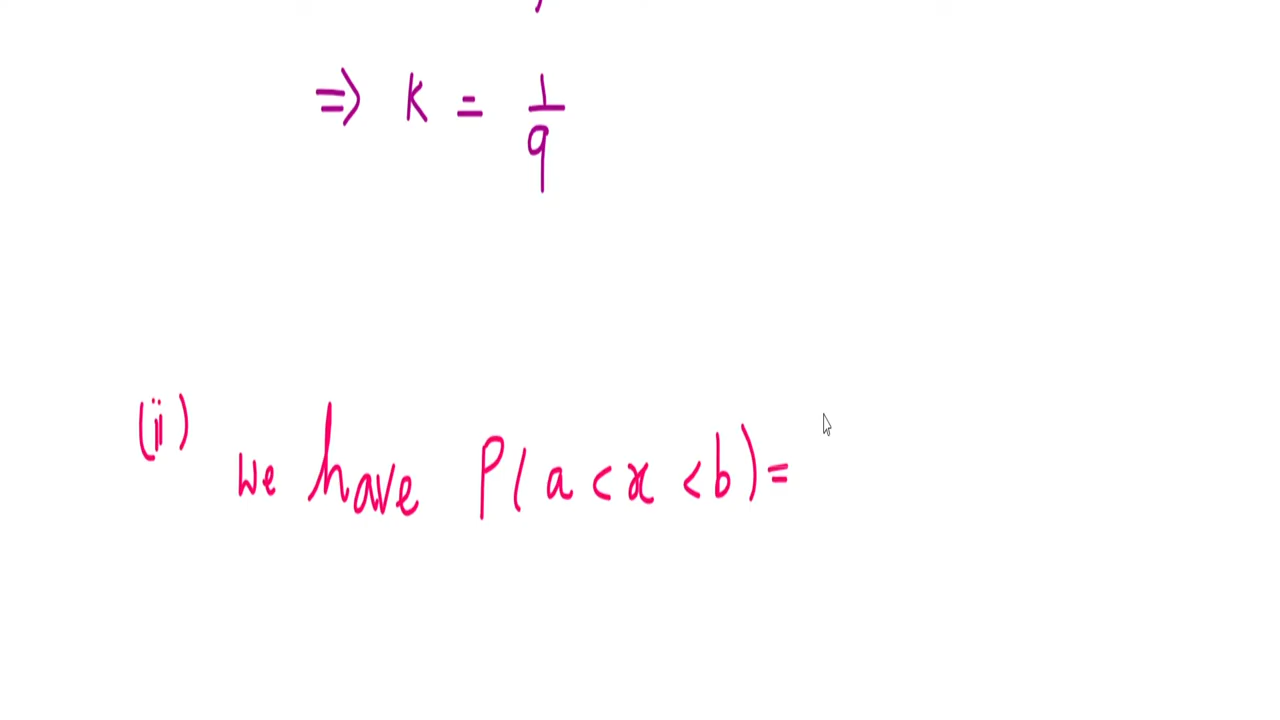 => K = 1/9
(ii) We have P(a<x<b)=